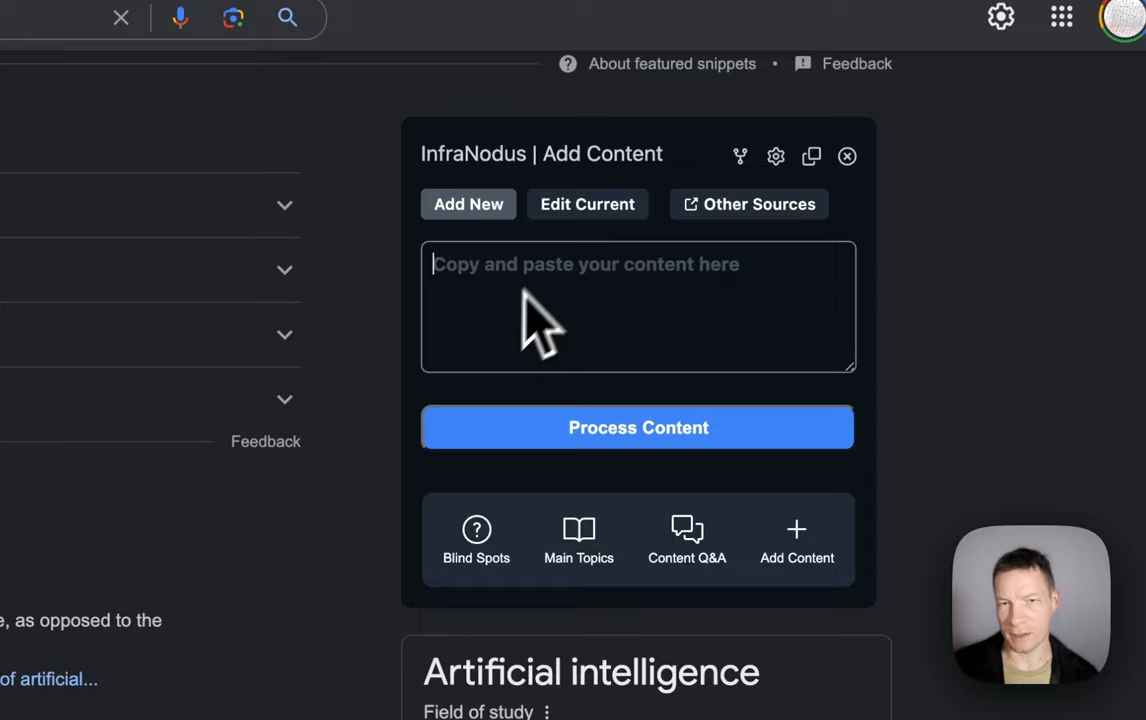 About featured snippets • Feedback
InfraNodus | Add Content
Add New Edit Current Other Sources
Copy and paste your content here
Process Content
Feedback
Blind Spots Main Topics Content Q&A Add Content
e, as opposed to the
of artificial...
Artificial intelligence
Field of study